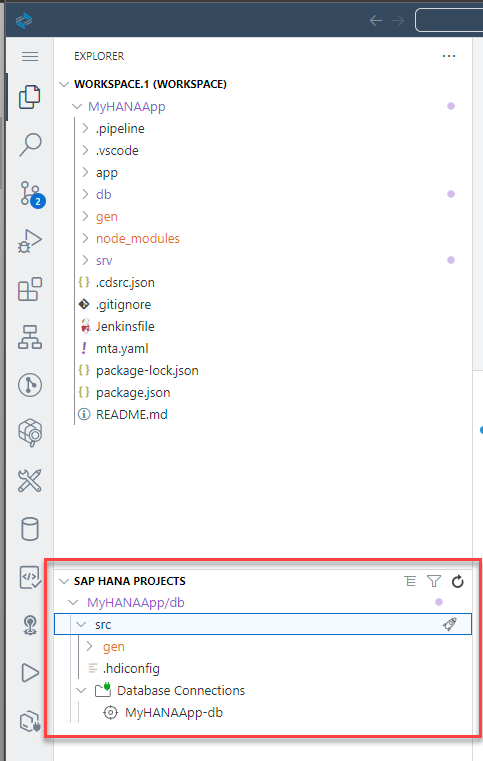 EXPLORER
WORKSPACE.1 (WORKSPACE)
MyHANAApp
.pipeline
.vscode
app
db
gen
node_modules
srv
.cdsrc.json
.gitignore
Jenkinsfile
mta.yaml
package-lock.json
package.json
README.md
2
SAP HANA PROJECTS
MyHANAApp/db
src
gen
.hdiconfig
Database Connections
MyHANAApp-db